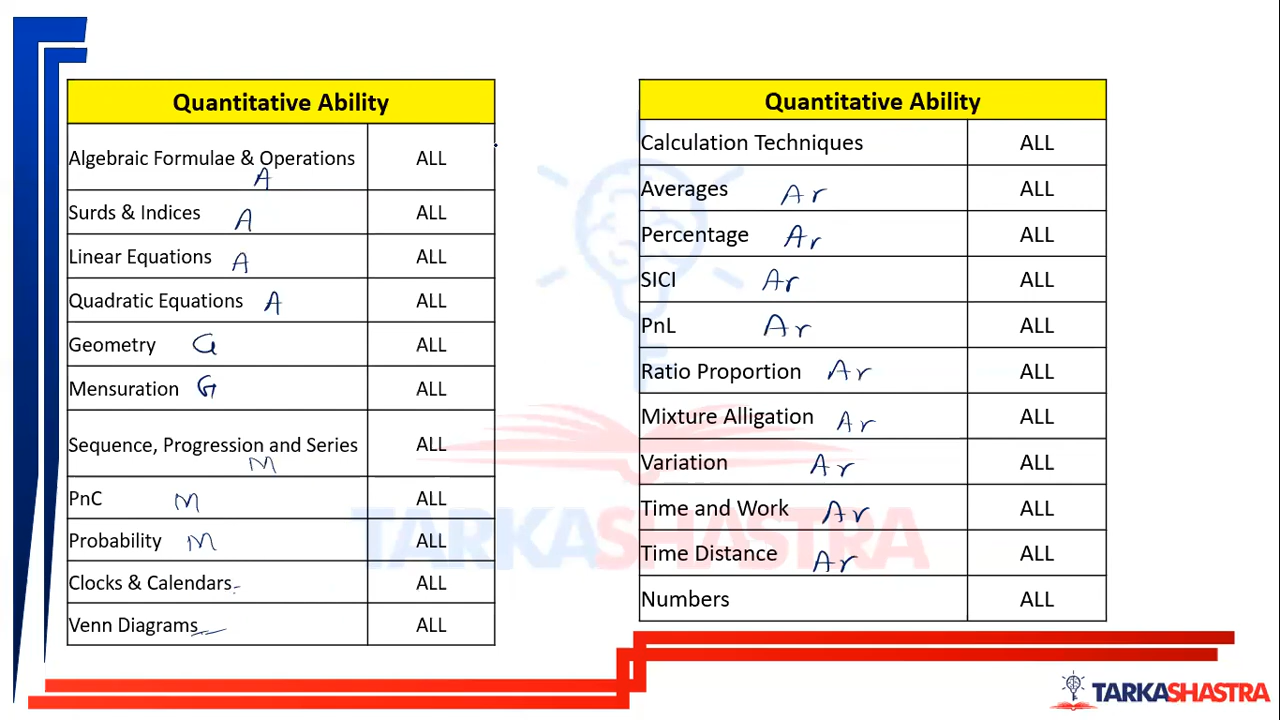 Quantitative Ability
Algebraic Formulae & Operations ALL
A
Surds & Indices A ALL
Linear Equations A ALL
Quadratic Equations A ALL
Geometry G ALL
Mensuration G ALL
Sequence, Progression and Series ALL
M
PnC M ALL
Probability M ALL
Clocks & Calendars ALL
Venn Diagrams ALL
Quantitative Ability
Calculation Techniques ALL
Averages Ar ALL
Percentage Ar ALL
SICI Ar ALL
PnL Ar ALL
Ratio Proportion Ar ALL
Mixture Alligation Ar ALL
Variation Ar ALL
Time and Work Ar ALL
Time Distance Ar ALL
Numbers ALL
TARKASHASTRA
TARKASHASTRA